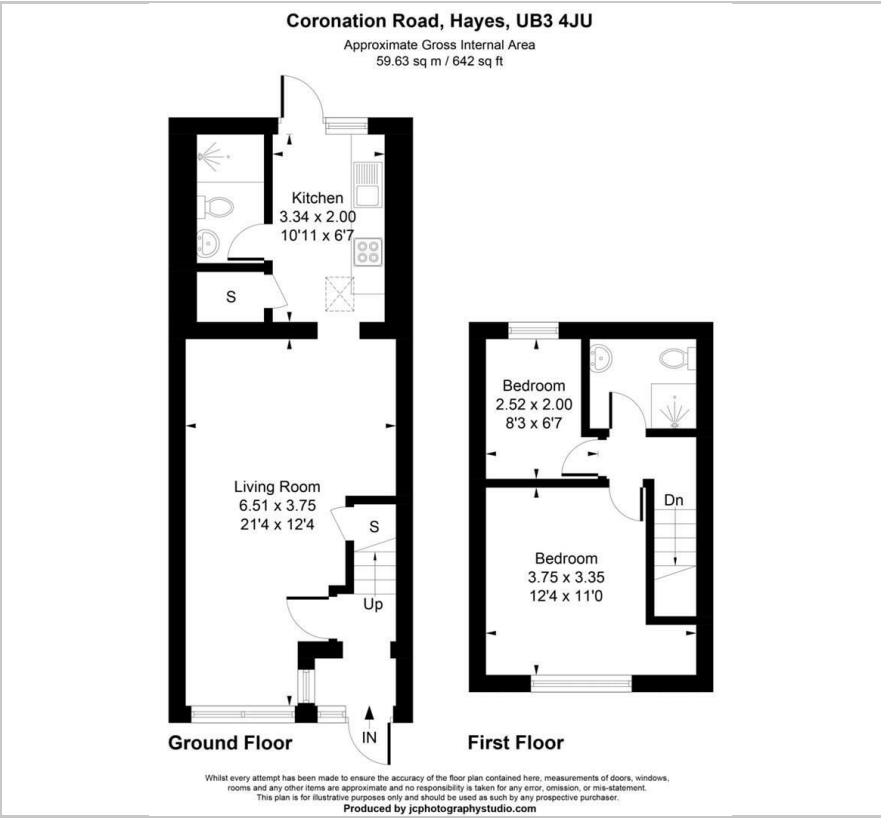 Coronation Road, Hayes, UB3 4JU
Approximate Gross Internal Area
59.63 sq m / 642 sq ft
Kitchen
3.34 x 2.00
10'11 x 6'7
S
Living Room
6.51 x 3.75
21'4 x 12'4
S
Up
IN
Ground Floor
Bedroom
2.52 x 2.00
8'3 x 6'7
Dn
Bedroom
3.75 x 3.35
12'4 x 11'0
First Floor
Whilst every attempt has been made to ensure the accuracy of the floor plan contained here, measurements of doors, windows,
rooms and any other items are approximate and no responsibility is taken for any error, omission, or mis-statement.
This plan is for illustrative purposes only and should be used as such by any prospective purchaser.
Produced by jcphotographystudio.com